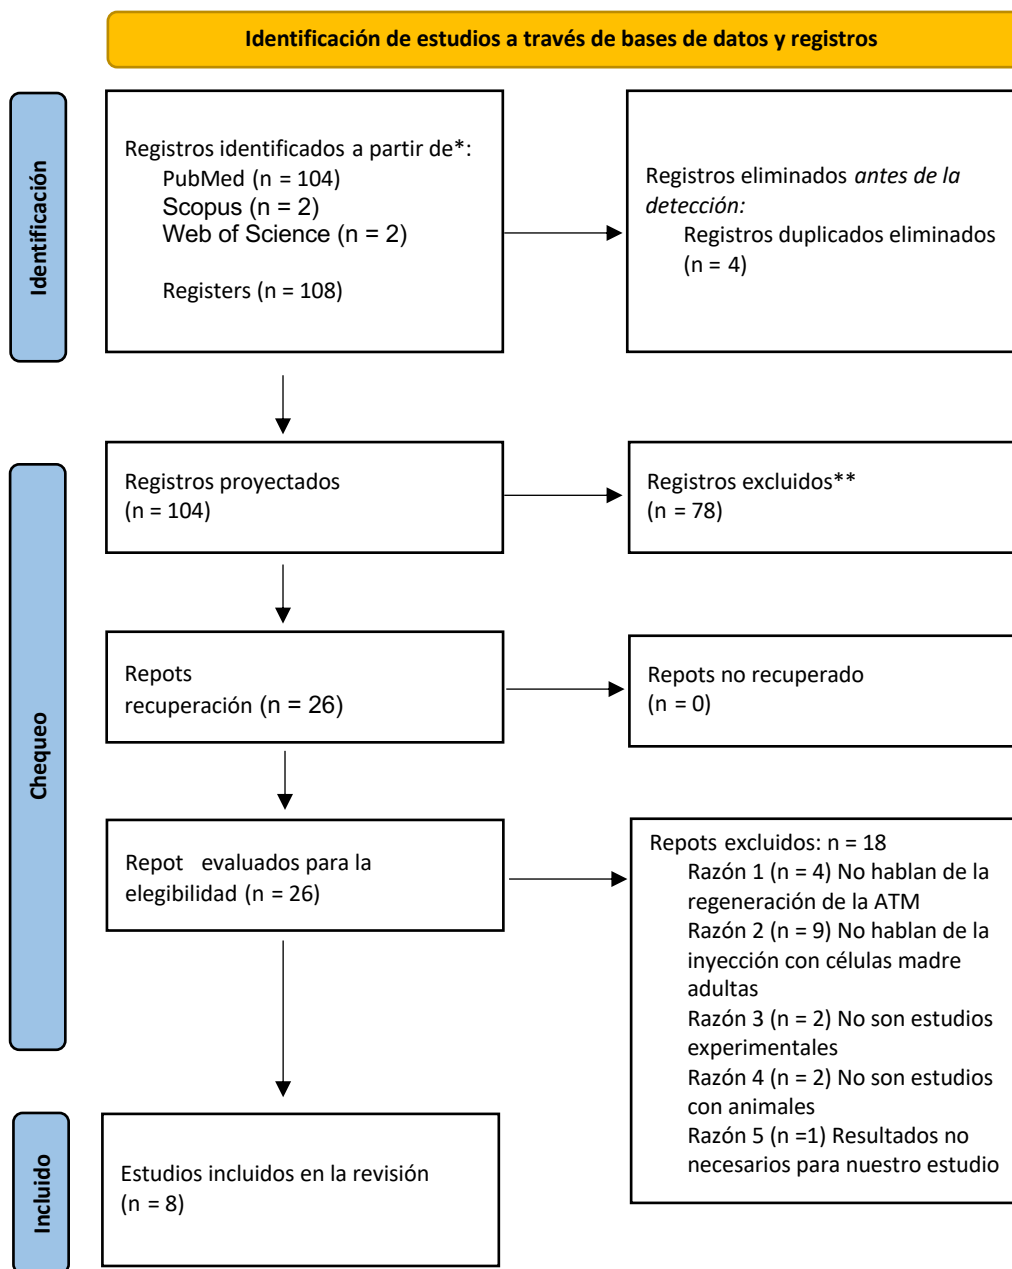 Identificación de estudios a través de bases de datos y registros
Identificación
Registros identificados a partir de*:
PubMed (n = 104)
Scopus (n = 2)
Web of Science (n = 2)
Registers (n = 108)
Registros eliminados antes de la
detección:
Registros duplicados eliminados
(n = 4)
Chequeo
Registros proyectados
(n = 104)
Registros excluidos**
(n = 78)
Repots
recuperación (n = 26)
Repots no recuperado
(n = 0)
Repot evaluados para la
elegibilidad (n = 26)
Repots excluidos: n = 18
Razón 1 (n = 4) No hablan de la
regeneración de la ATM
Razón 2 (n = 9) No hablan de la
inyección con células madre
adultas
Razón 3 (n = 2) No son estudios
experimentales
Razón 4 (n = 2) No son estudios
con animales
Razón 5 (n =1) Resultados no
necesarios para nuestro estudio
Incluido
Estudios incluidos en la revisión
(n = 8)